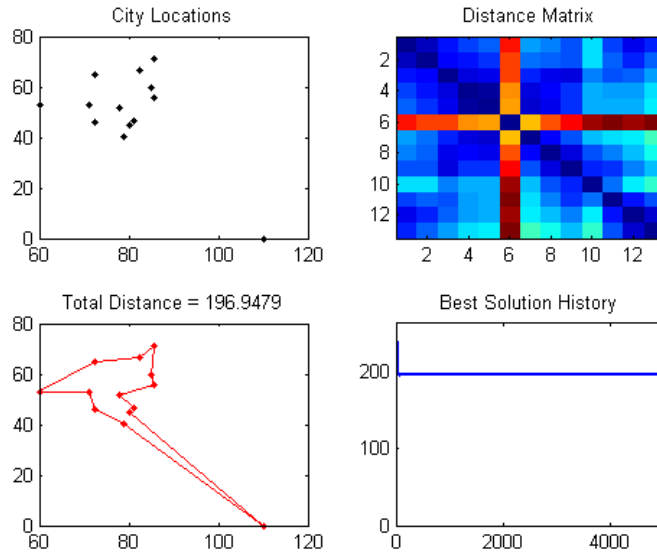 City Locations
80
60
40
20
0
60 80 100 120
Distance Matrix
2
4
6
8
10
12
2 4 6 8 10 12
Total Distance = 196.9479
80
60
40
20
0
60 80 100 120
Best Solution History
200
100
0
0 2000 4000